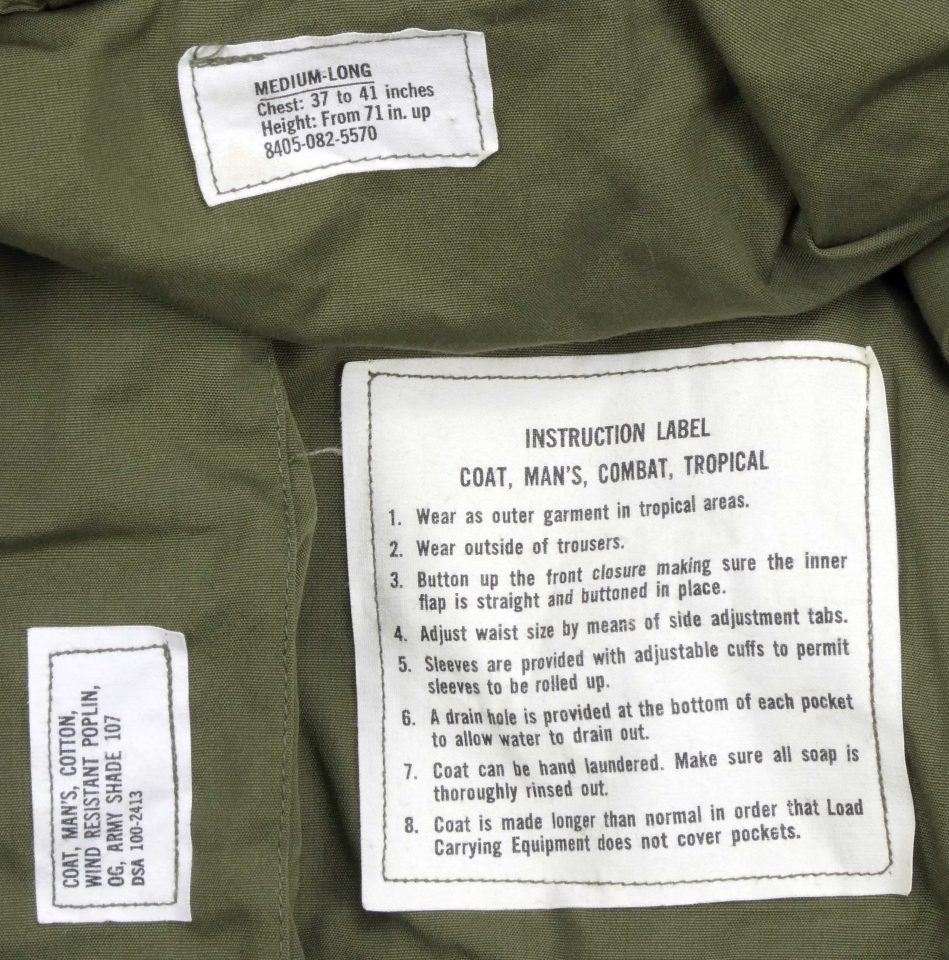 MEDIUM-LONG
Chest: 37 to 41 inches
Height: From 71 in. up
8405-082-5570
INSTRUCTION LABEL
COAT, MAN'S, COMBAT, TROPICAL
1. Wear as outer garment in tropical areas.
2. Wear outside of trousers.
3. Button up the front closure making sure the inner
flap is straight and buttoned in place.
4. Adjust waist size by means of side adjustment tabs.
5. Sleeves are provided with adjustable cuffs to permit
sleeves to be rolled up.
6. A drain hole is provided at the bottom of each pocket
to allow water to drain out.
7. Coat can be hand laundered. Make sure all soap is
thoroughly rinsed out.
8. Coat is made longer than normal in order that Load
Carrying Equipment does not cover pockets.
COAT, MAN'S, COTTON,
WIND RESISTANT POPLIN,
OG, ARMY SHADE 107
DSA 100-2413